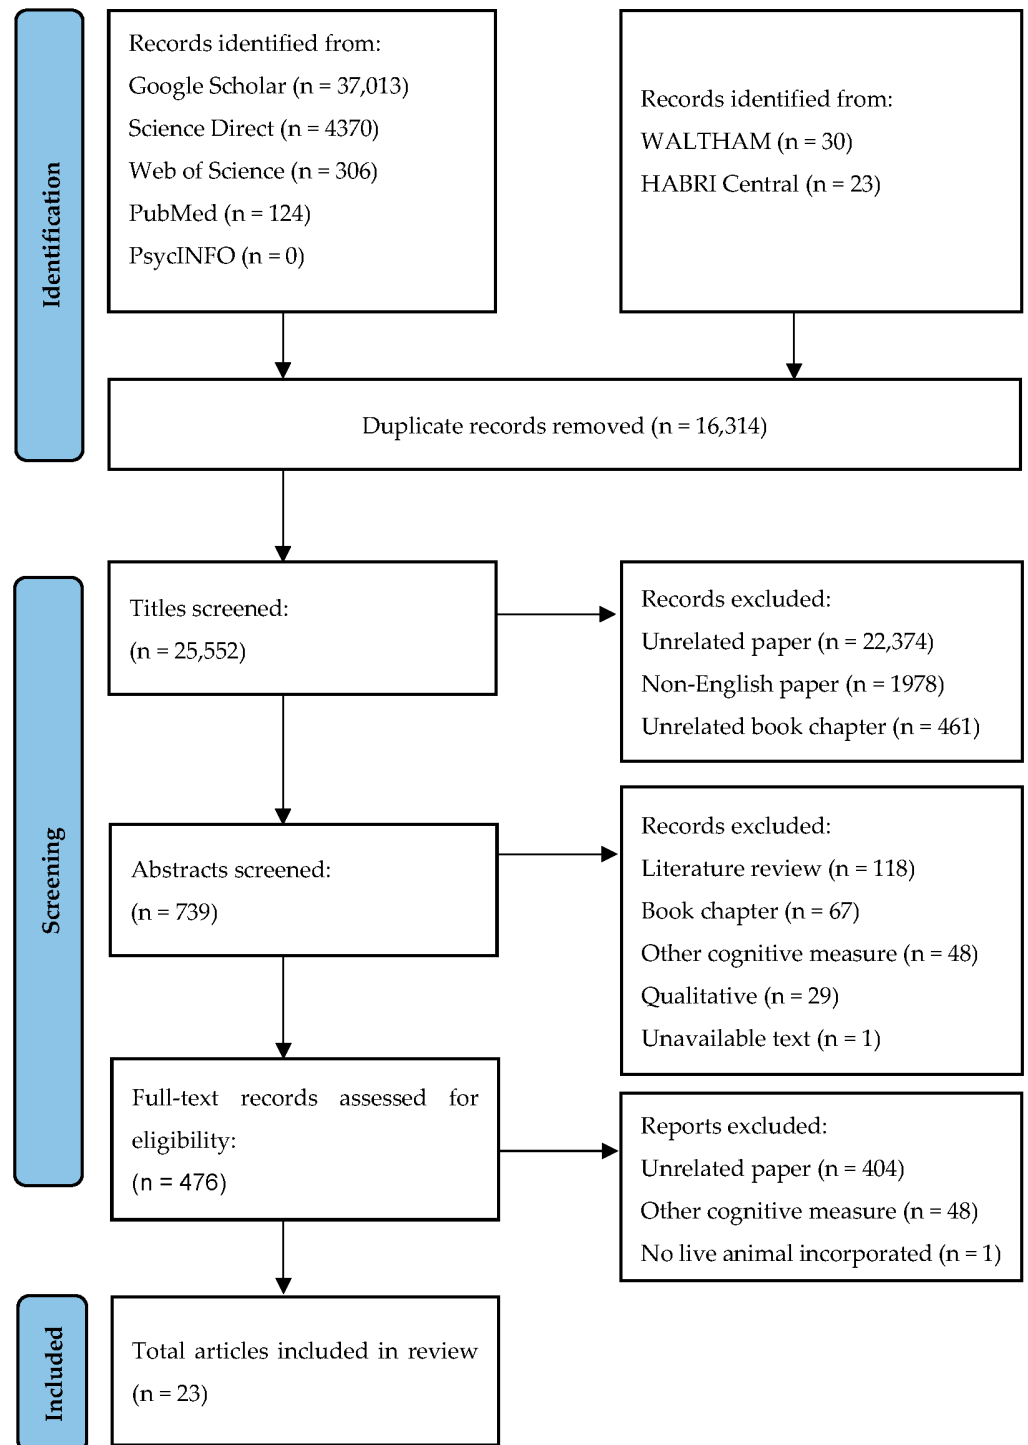 Identification
Records identified from:
Google Scholar (n = 37,013)
Science Direct (n = 4370)
Web of Science (n = 306)
PubMed (n = 124)
PsycINFO (n = 0)
Records identified from:
WALTHAM (n = 30)
HABRI Central (n = 23)
Duplicate records removed (n = 16,314)
Screening
Titles screened:
(n = 25,552)
Records excluded:
Unrelated paper (n = 22,374)
Non-English paper (n = 1978)
Unrelated book chapter (n = 461)
Abstracts screened:
(n = 739)
Records excluded:
Literature review (n = 118)
Book chapter (n = 67)
Other cognitive measure (n = 48)
Qualitative (n = 29)
Unavailable text (n = 1)
Full-text records assessed for
eligibility:
(n = 476)
Reports excluded:
Unrelated paper (n = 404)
Other cognitive measure (n = 48)
No live animal incorporated (n = 1)
Included
Total articles included in review
(n = 23)